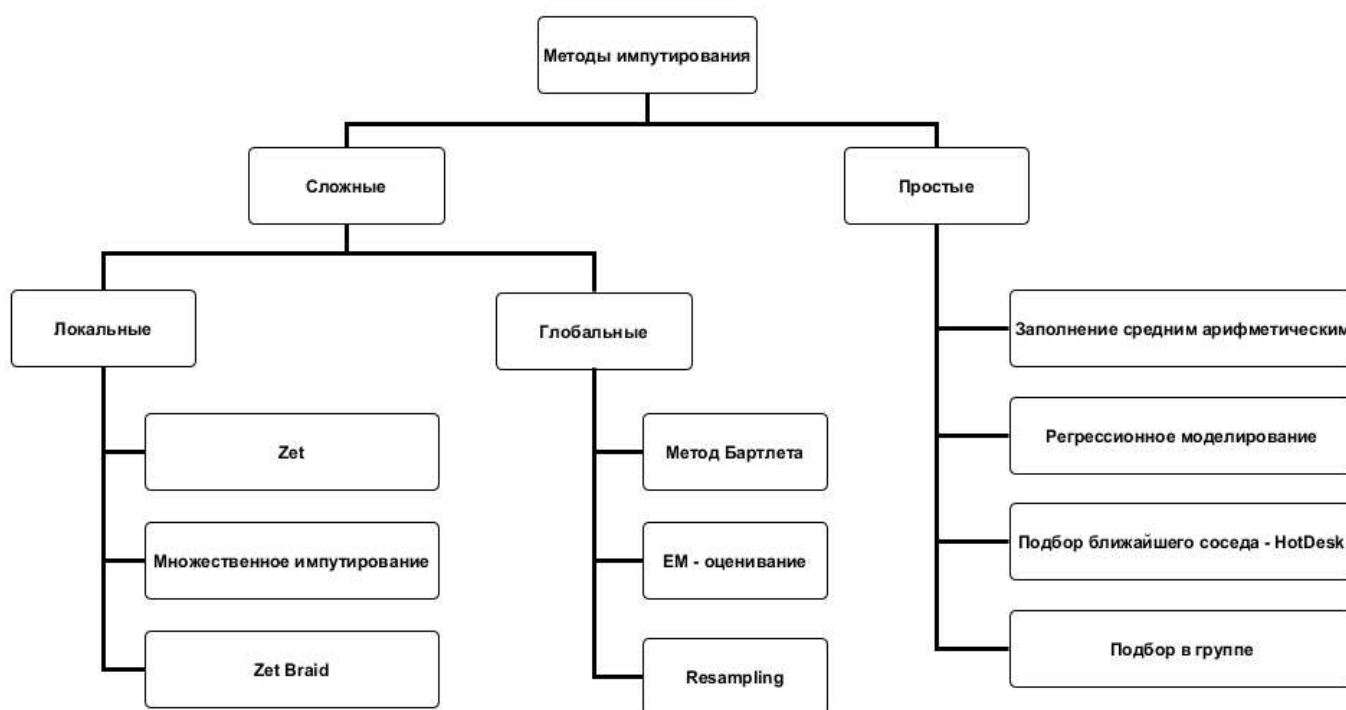 Методы импутирования
Сложные
Простые
Локальные
Глобальные
Заполнение средним арифметическим
Zet
Метод Бартлета
Регрессионное моделирование
Множественное импутирование
EM - оценивание
Подбор ближайшего соседа - HotDesk
Zet Braid
Resampling
Подбор в группе